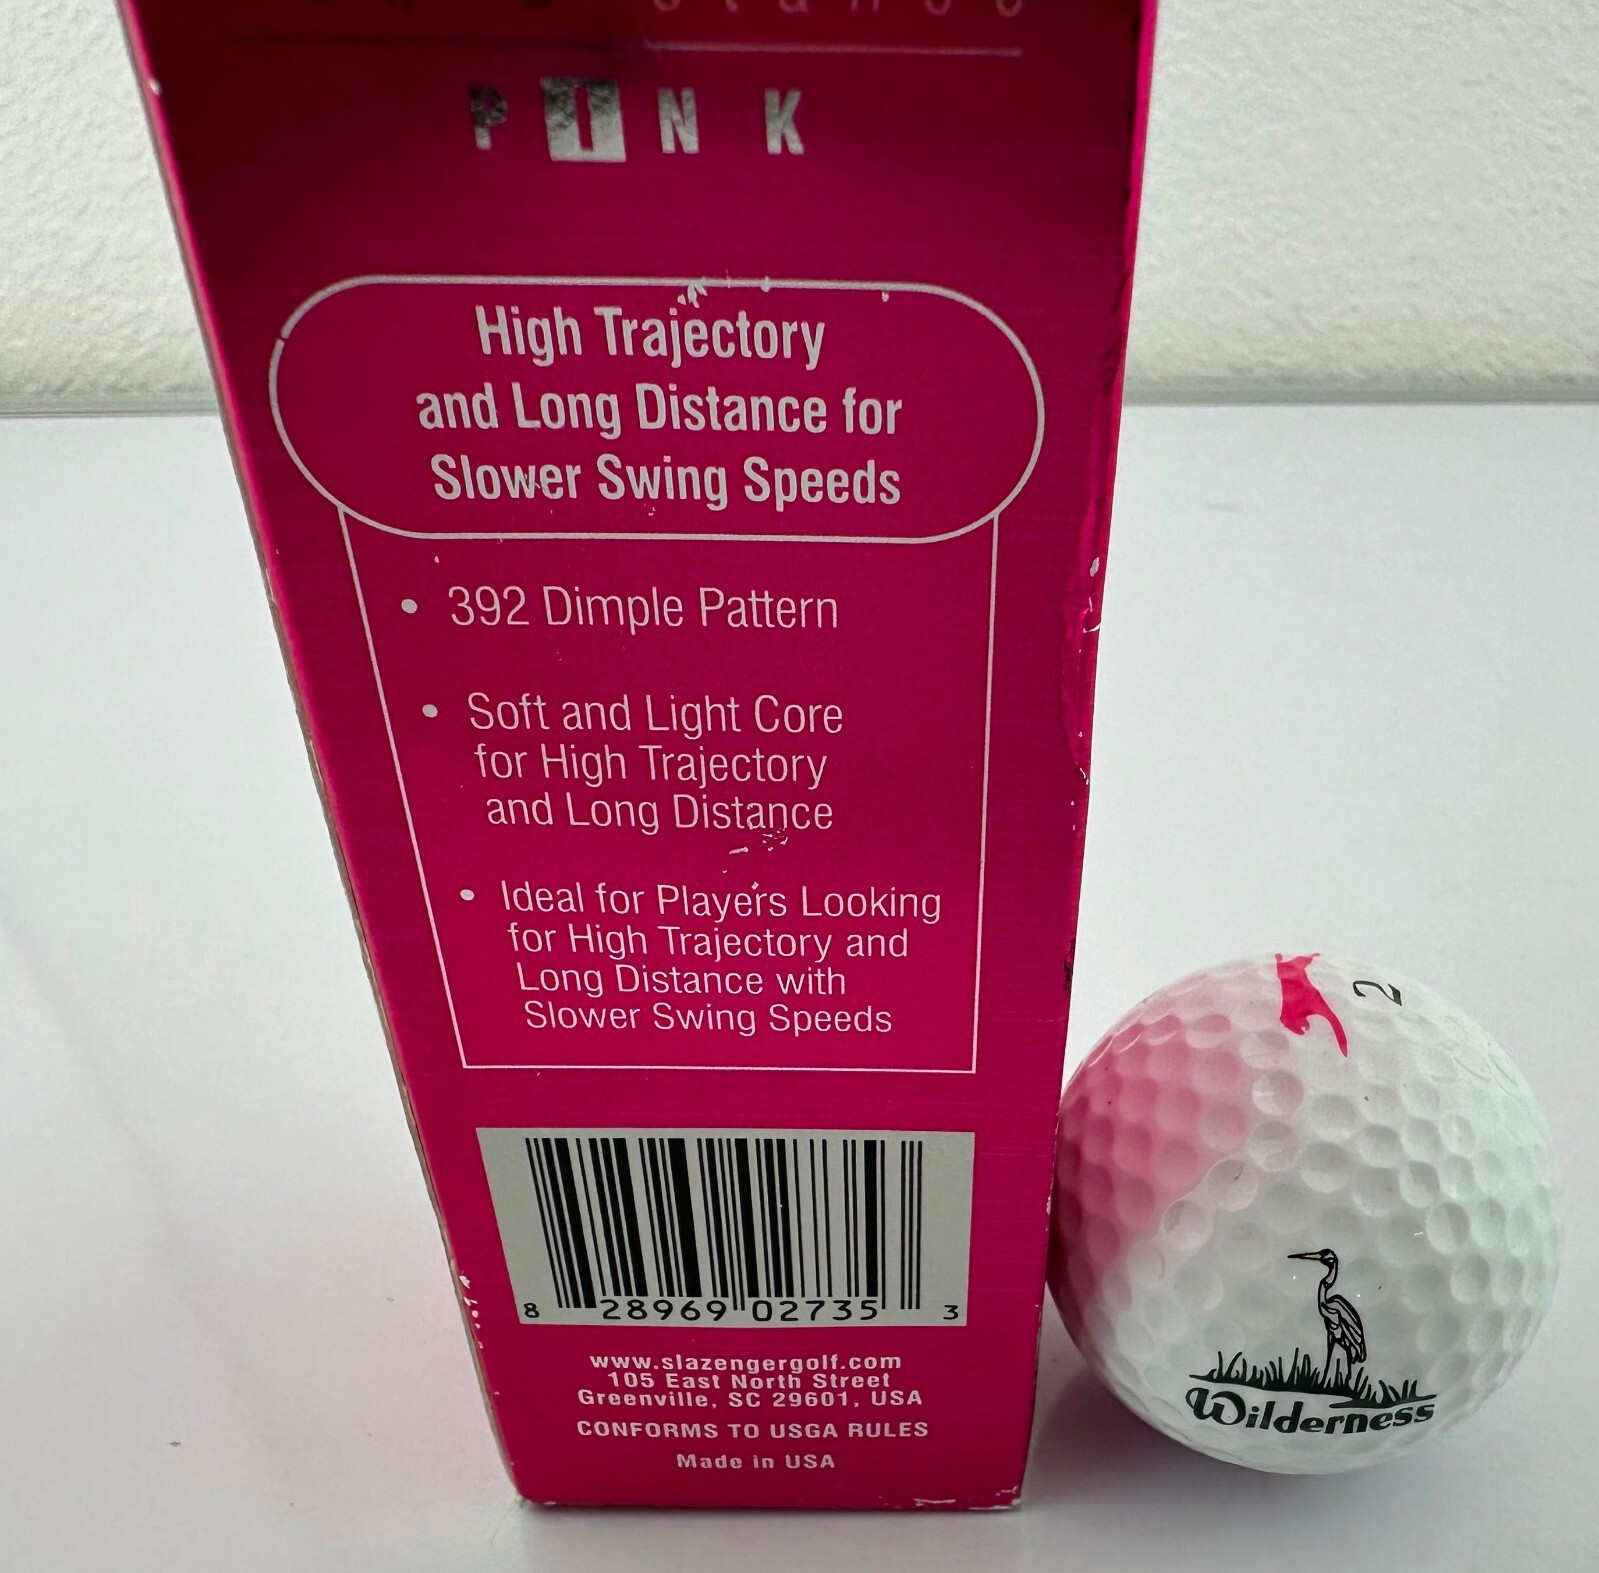 PINK
High Trajectory
and Long Distance for
Slower Swing Speeds
• 392 Dimple Pattern
• Soft and Light Core
for High Trajectory
and Long Distance
• Ideal for Players Looking
for High Trajectory and
Long Distance with
Slower Swing Speeds
8 28969 02735 3
www.slazengergolf.com
105 East North Street
Greenville, SC 29601, USA
CONFORMS TO USGA RULES
Made in USA
2
Wilderness